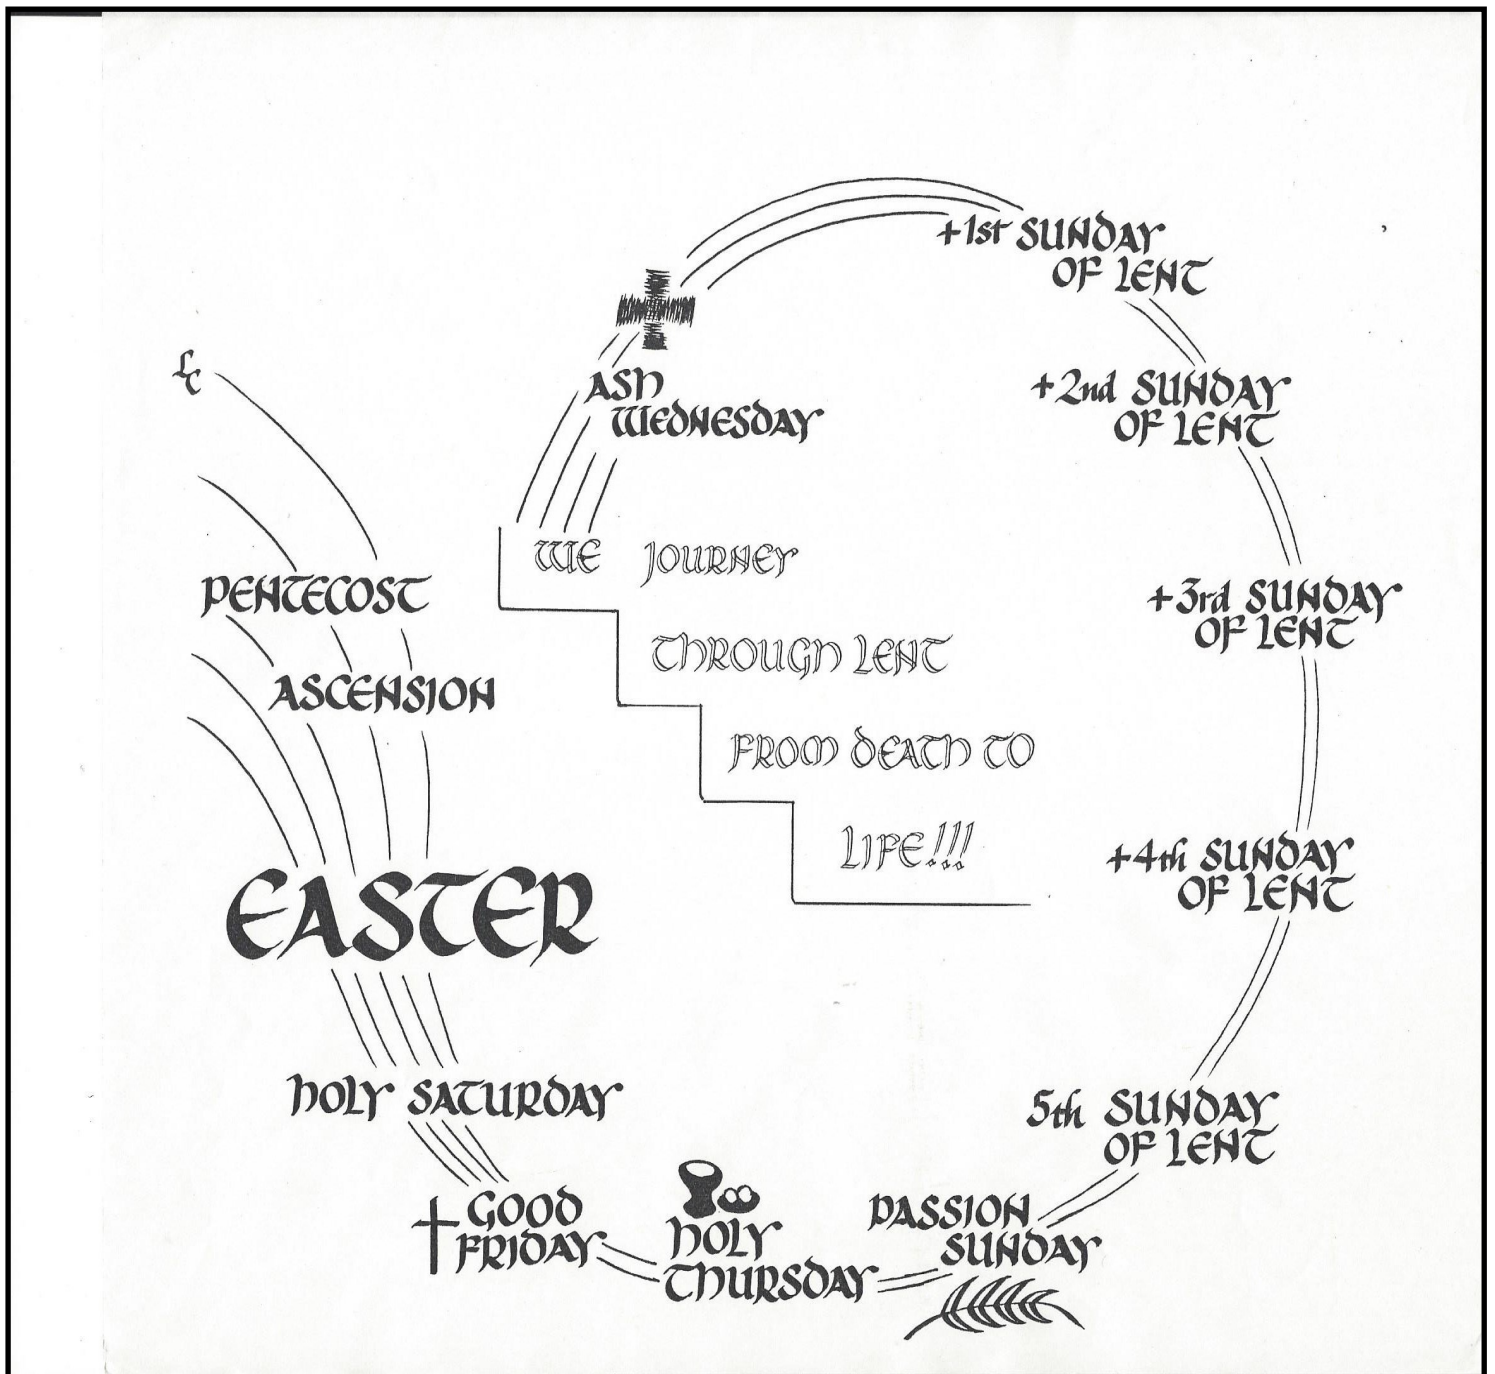 +1st SUNDAY
OF LENT
+2nd SUNDAY
OF LENT
+3rd SUNDAY
OF LENT
+4th SUNDAY
OF LENT
5th SUNDAY
OF LENT
PASSION
SUNDAY
HOLY
THURSDAY
GOOD
FRIDAY
HOLY SATURDAY
EASTER
ASCENSION
PENTECOST
LC
ASH
WEDNESDAY
WE JOURNEY
THROUGH LENT
FROM DEATH TO
LIFE!!!